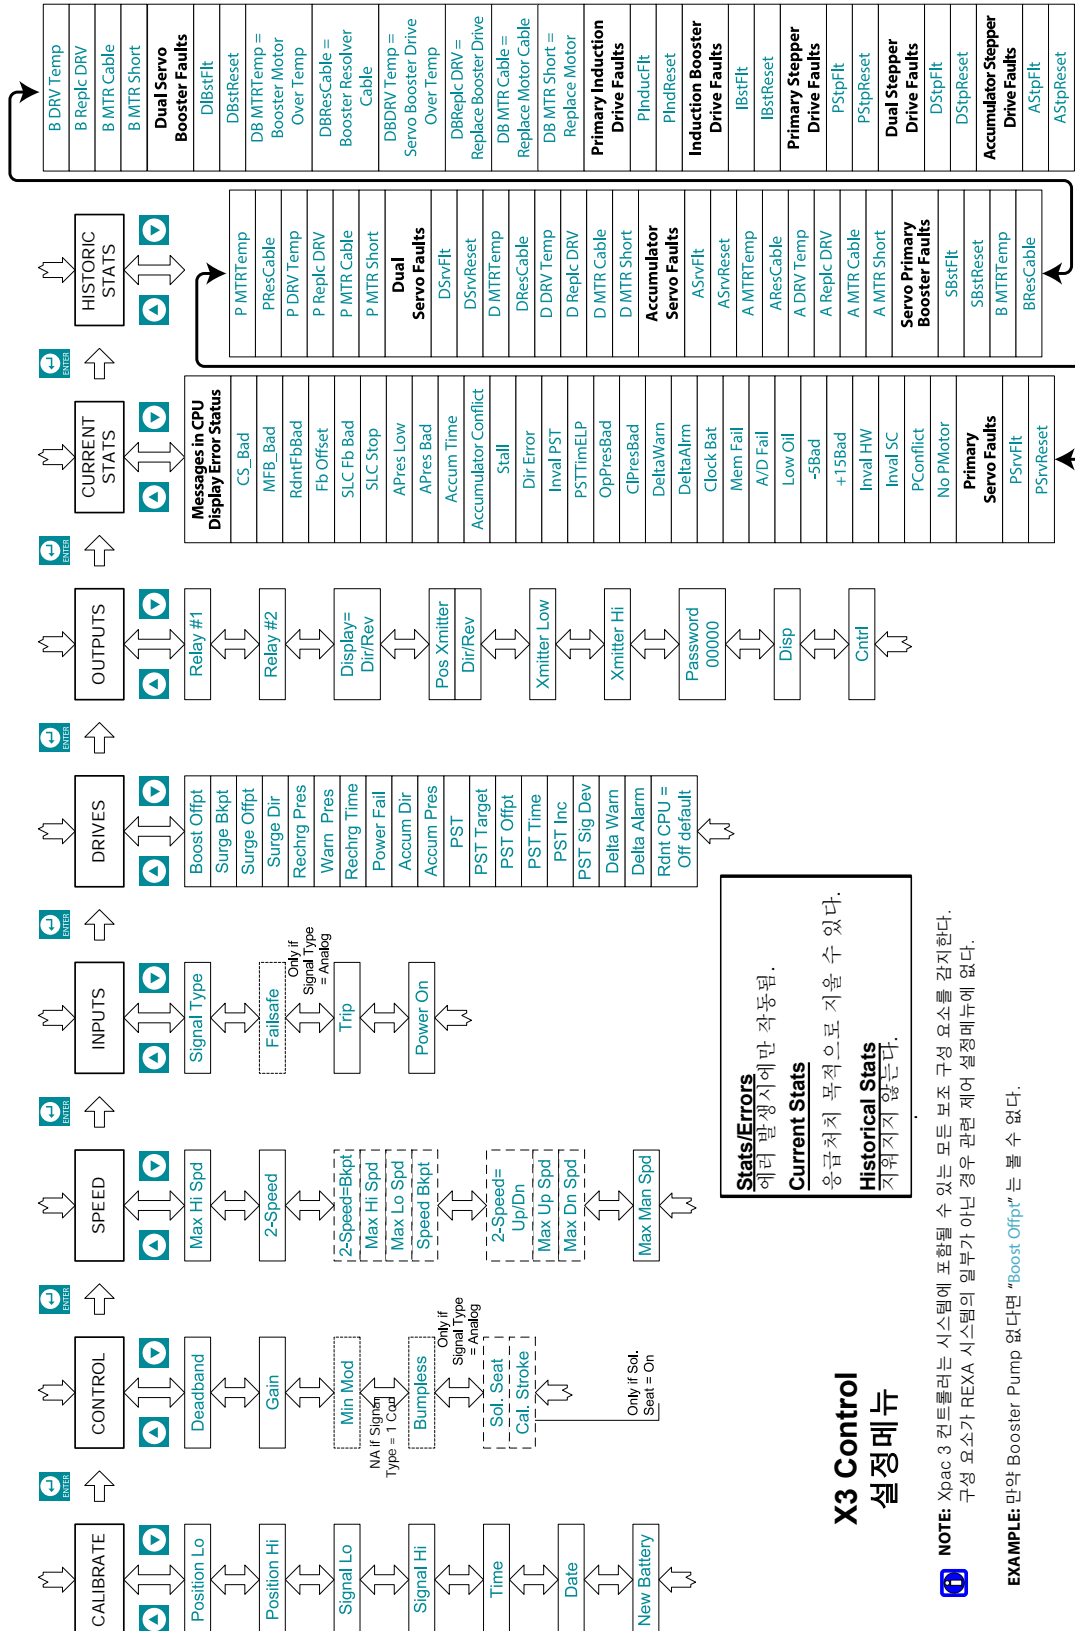 CALIBRATE
Position Lo
Position Hi
Signal Lo
Signal Hi
Time
Date
New Battery
ENTER
CONTROL
Deadband
Gain
Min Mod
NA if Signal
Type = 1 Con
Bumpless
Only if
Signal Type
= Analog
Sol. Seat
Cal. Stroke
Only if Sol.
Seat = On
ENTER
SPEED
Max Hi Spd
2-Speed
2-Speed=Bkpt
Max Hi Spd
Max Lo Spd
Speed Bkpt
2-Speed=
Up/Dn
Max Up Spd
Max Dn Spd
Max Man Spd
ENTER
INPUTS
Signal Type
Failsafe
Only if
Signal Type
= Analog
Trip
Power On
ENTER
DRIVES
Boost Offpt
Surge Bkpt
Surge Offpt
Surge Dir
Rechrg Pres
Warn Pres
Rechrg Time
Power Fail
Accum Dir
Accum Pres
PST
PST Target
PST Offpt
PST Time
PST Inc
PST Sig Dev
Delta Warn
Delta Alarm
Rdnt CPU =
Off default
ENTER
OUTPUTS
Relay #1
Relay #2
Display=
Dir/Rev
Pos Xmitter
Dir/Rev
Xmitter Low
Xmitter Hi
Password
00000
Disp
Cntrl
ENTER
CURRENT
STATS
Messages in CPU
Display Error Status
CS_Bad
MFB_Bad
RdntFbBad
Fb Offset
SLC Fb Bad
SLC Stop
APres Low
APres Bad
Accum Time
Accumulator Conflict
Stall
Dir Error
Inval PST
PSTTimELP
OpPresBad
ClPresBad
DeltaWarn
DeltaAlrm
Clock Bat
Mem Fail
A/D Fail
Low Oil
-5Bad
+15Bad
Inval HW
Inval SC
PConflict
No PMotor
Primary
Servo Faults
PSrvFlt
PSrvReset
ENTER
HISTORIC
STATS
P MTRTemp
PResCable
P DRV Temp
P Replc DRV
P MTR Cable
P MTR Short
Dual
Servo Faults
DSrvFlt
DSrvReset
D MTRTemp
DResCable
D DRV Temp
D Replc DRV
D MTR Cable
D MTR Short
Accumulator
Servo Faults
ASrvFlt
ASrvReset
A MTRTemp
AResCable
A DRV Temp
A Replc DRV
A MTR Cable
A MTR Short
Servo Primary
Booster Faults
SBstFlt
SBstReset
B MTRTemp
BResCable
B DRV Temp
B Replc DRV
B MTR Cable
B MTR Short
Dual Servo
Booster Faults
DIBstFlt
DBstReset
DB MTRTemp =
Booster Motor
Over Temp
DBResCable =
Booster Resolver
Cable
DBDRV Temp =
Servo Booster Drive
Over Temp
DBReplc DRV =
Replace Booster Drive
DB MTR Cable =
Replace Motor Cable
DB MTR Short =
Replace Motor
Primary Induction
Drive Faults
PInducFlt
PIndReset
Induction Booster
Drive Faults
IBstFlt
IBstReset
Primary Stepper
Drive Faults
PStpFlt
PStpReset
Dual Stepper
Drive Faults
DStpFlt
DStpReset
Accumulator Stepper
Drive Faults
AStpFlt
AStpReset
Stats/Errors
에러 발생시에만 작동됨.
Current Stats
응급처치 목적으로 지울 수 있다.
Historical Stats
지워지지 않는다.
.
X3 Control
설정메뉴
NOTE: Xpac 3 컨트롤러는 시스템에 포함될 수 있는 모든 보조 구성 요소를 감지한다.
구성 요소가 REXA 시스템의 일부가 아닌 경우 관련 제어 설정메뉴에 없다.
EXAMPLE: 만약 Booster Pump 없다면 "Boost Offpt" 는 볼 수 없다.